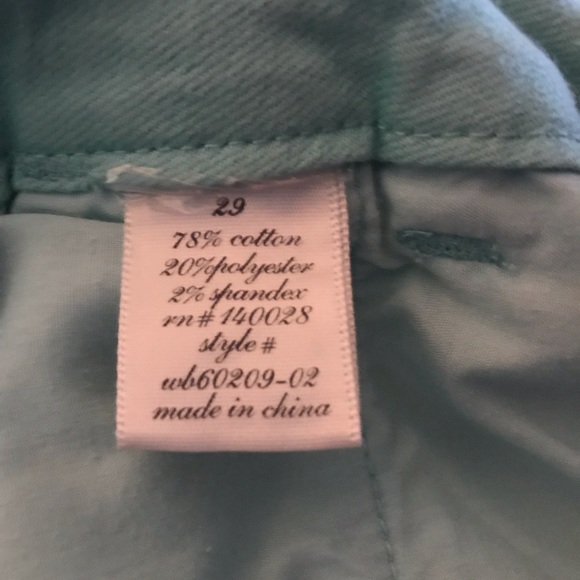 29
78% cotton
20%polyester
2% spandex
rn# 140028
style#
wb60209-02
made in china